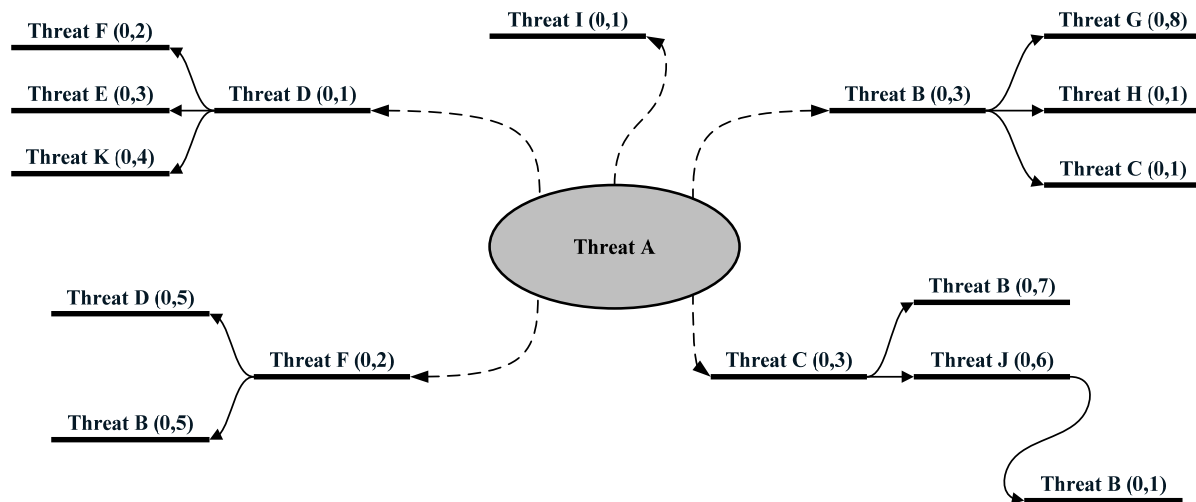 Threat I (0,1)
Threat G (0,8)
Threat F (0,2)
Threat E (0,3)
Threat D (0,1)
Threat B (0,3)
Threat H (0,1)
Threat K (0,4)
Threat C (0,1)
Threat A
Threat D (0,5)
Threat B (0,7)
Threat F (0,2)
Threat C (0,3)
Threat J (0,6)
Threat B (0,5)
Threat B (0,1)